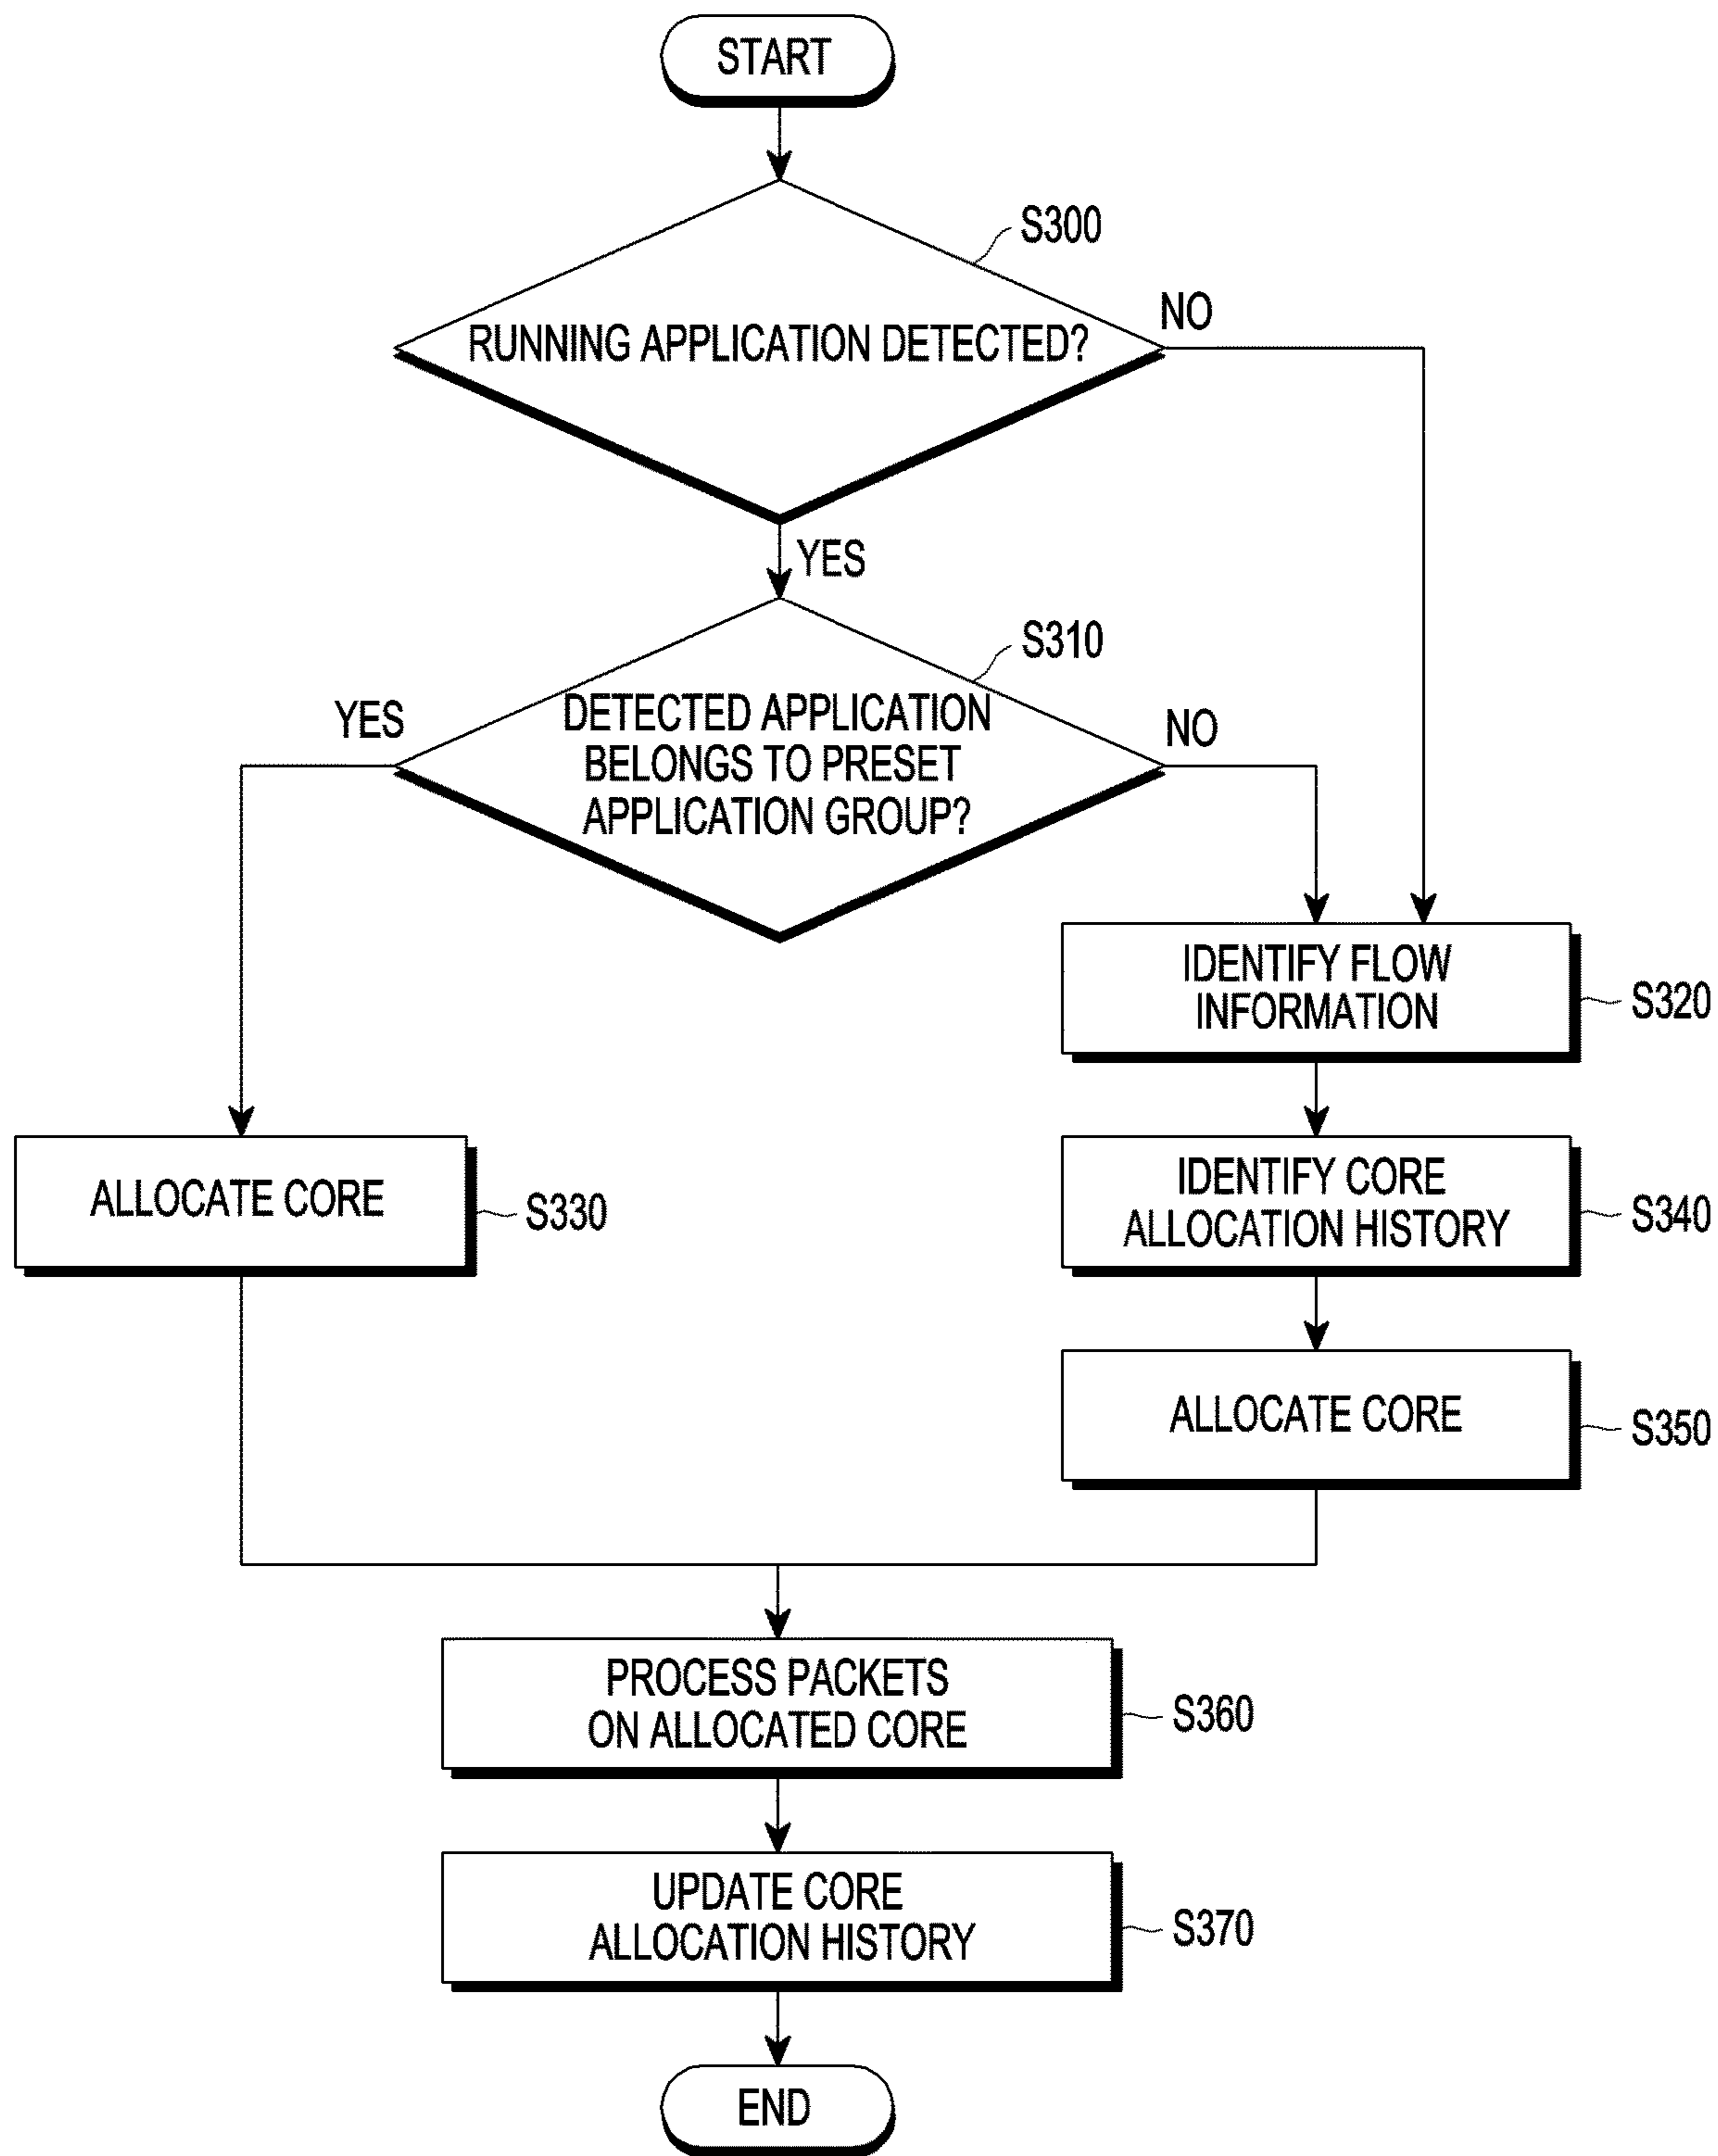 START
S300
NO
RUNNING APPLICATION DETECTED?
YES
S310
YES
DETECTED APPLICATION
BELONGS TO PRESET
APPLICATION GROUP?
NO
IDENTIFY FLOW
INFORMATION
S320
ALLOCATE CORE
S330
IDENTIFY CORE
ALLOCATION HISTORY
S340
ALLOCATE CORE
S350
PROCESS PACKETS
ON ALLOCATED CORE
S360
UPDATE CORE
ALLOCATION HISTORY
S370
END